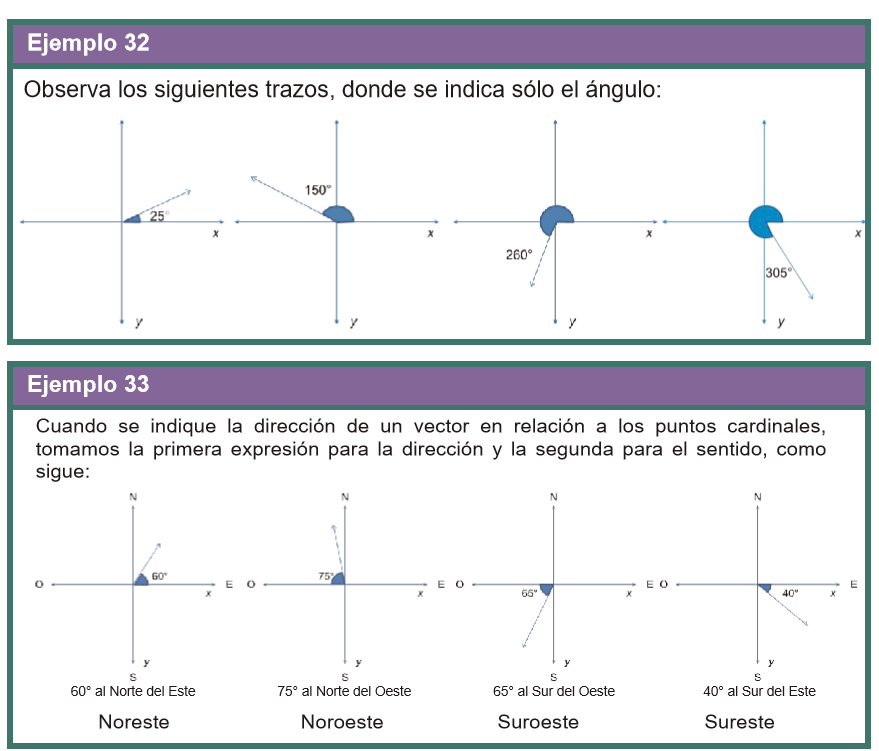 Ejemplo 32
Observa los siguientes trazos, donde se indica sólo el ángulo:
25°
x
y
150°
x
y
260°
x
y
305°
x
y
Ejemplo 33
Cuando se indique la dirección de un vector en relación a los puntos cardinales,
tomamos la primera expresión para la dirección y la segunda para el sentido, como
sigue:
N N N N
O 60° E
x
O 75° E
x
O 65° E
x
O 40° E
x
y y y y
S S S S
60° al Norte del Este 75° al Norte del Oeste 65° al Sur del Oeste 40° al Sur del Este
Noreste Noroeste Suroeste Sureste